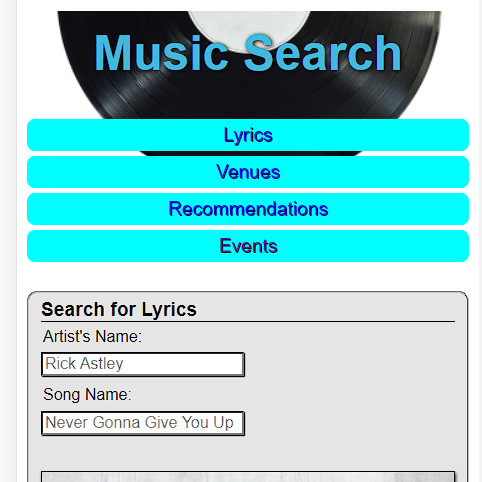 Music Search
Lyrics
Venues
Recommendations
Events
Search for Lyrics
Artist's Name:
Rick Astley
Song Name:
Never Gonna Give You Up